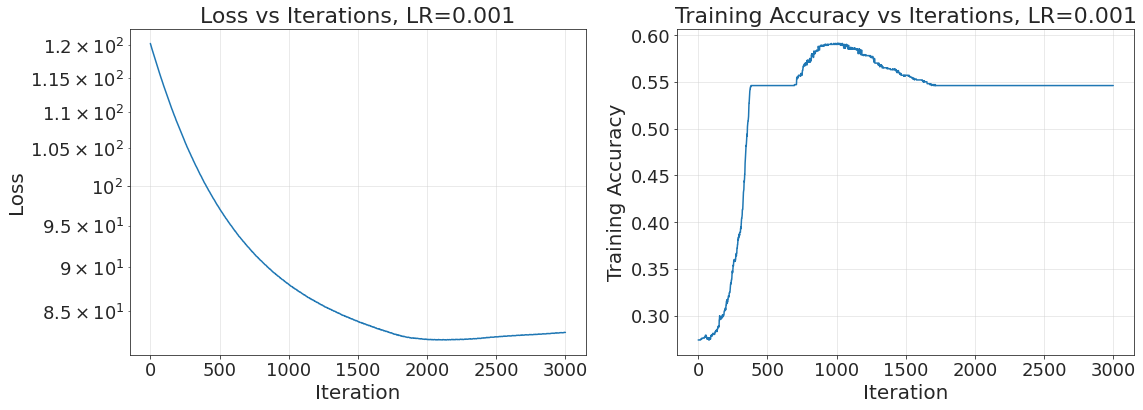 Loss vs Iterations, LR=0.001
1.2 × 10²
1.15 × 10²
1.1 × 10²
1.05 × 10²
10²
9.5 × 10¹
9 × 10¹
8.5 × 10¹
Loss
0 500 1000 1500 2000 2500 3000
Iteration
Training Accuracy vs Iterations, LR=0.001
0.60
0.55
0.50
0.45
0.40
0.35
0.30
Training Accuracy
0 500 1000 1500 2000 2500 3000
Iteration